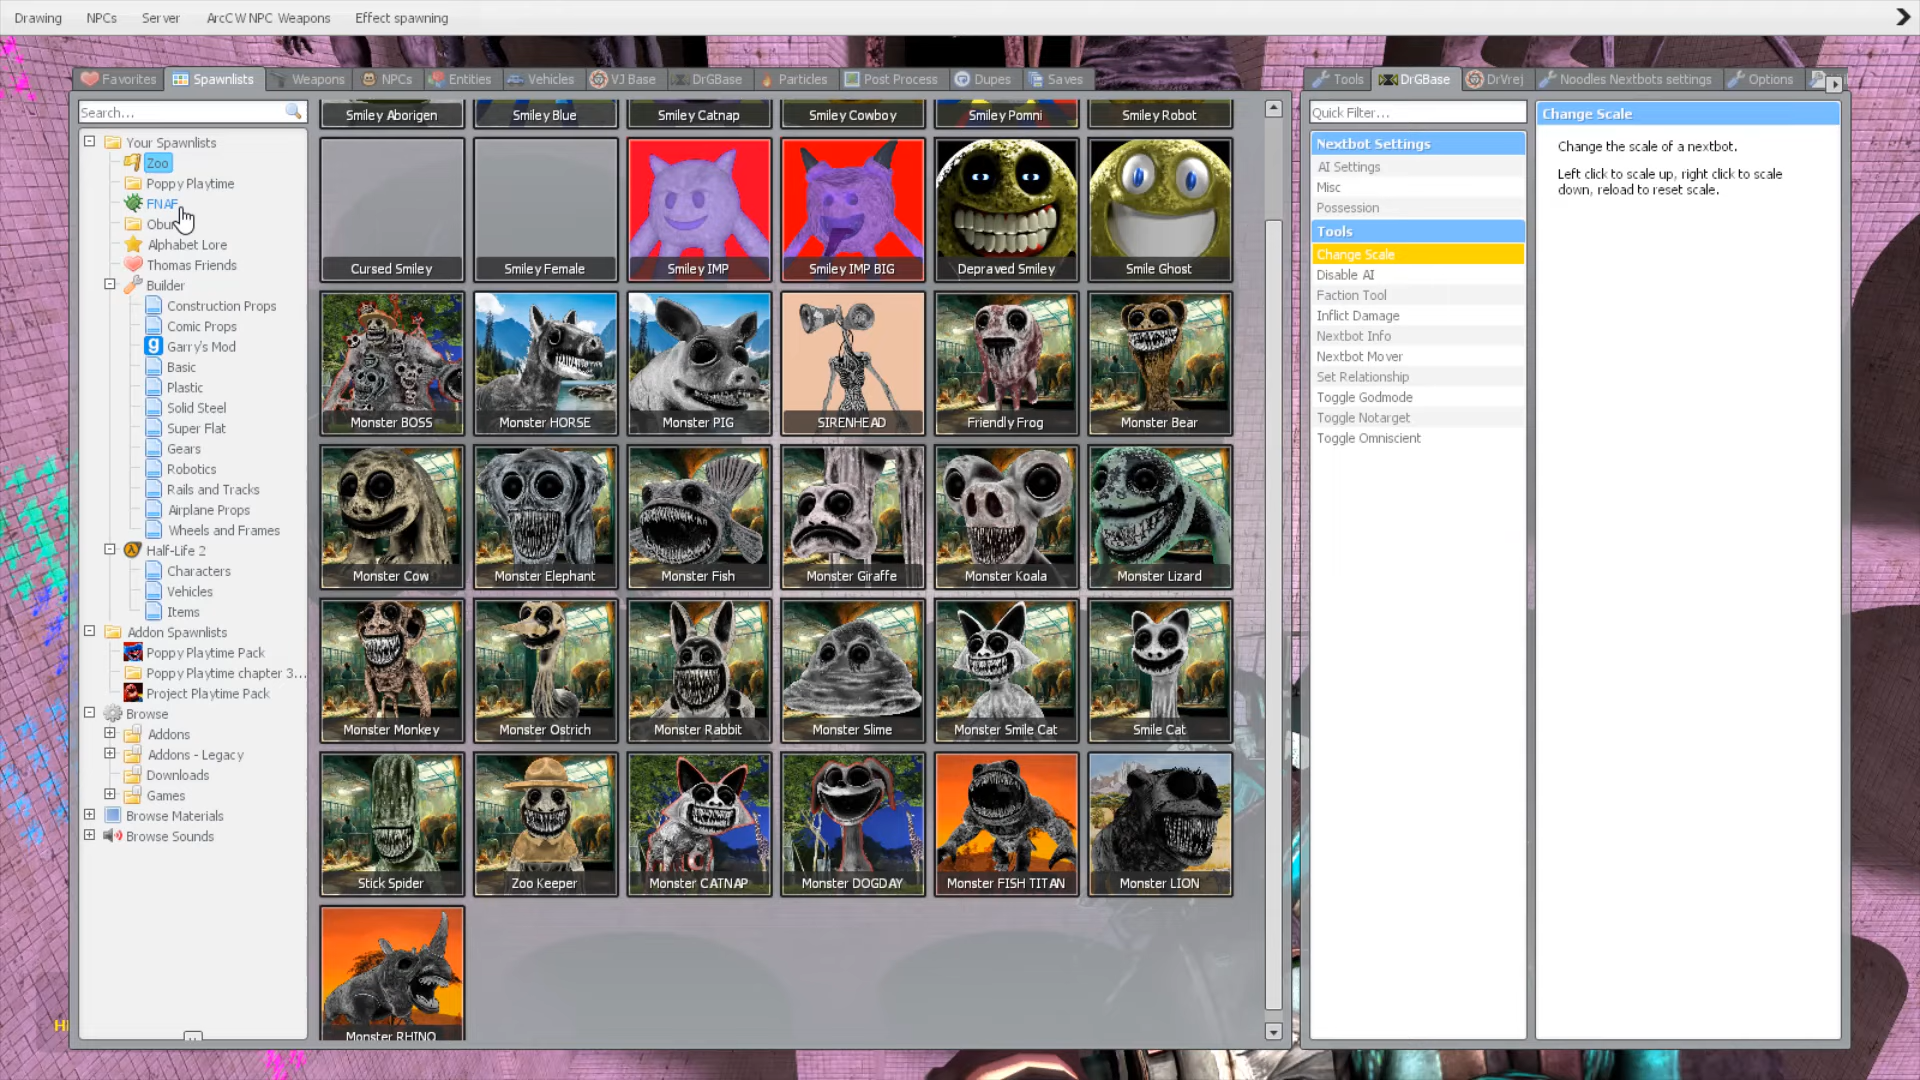 Drawing NPCs Server ArcCW NPC Weapons Effect spawning
Favorites Spawnlists Weapons NPCs Entities Vehicles VJ Base DrGBase Particles Post Process Dupes Saves
Tools DrGBase DrVrej Noodles Nextbots settings Options
Search...
Your Spawnlists
Zoo
Poppy Playtime
FNAF
Alphabet Lore
Thomas Friends
Builder
Construction Props
Comic Props
Garry's Mod
Basic
Plastic
Solid Steel
Super Flat
Gears
Robotics
Rails and Tracks
Airplane Props
Wheels and Frames
Half-Life 2
Characters
Vehicles
Items
Addon Spawnlists
Poppy Playtime Pack
Poppy Playtime chapter 3...
Project Playtime Pack
Browse
Addons
Addons - Legacy
Downloads
Games
Browse Materials
Browse Sounds
Smiley Aborigen Smiley Blue Smiley Catnap Smiley Cowboy Smiley Pomni Smiley Robot
Cursed Smiley Smiley Female Smiley IMP Smiley IMP BIG Depraved Smiley Smile Ghost
Monster BOSS Monster HORSE Monster PIG SIRENHEAD Friendly Frog Monster Bear
Monster Cow Monster Elephant Monster Fish Monster Giraffe Monster Koala Monster Lizard
Monster Monkey Monster Ostrich Monster Rabbit Monster Slime Monster Smile Cat Smile Cat
Stick Spider Zoo Keeper Monster CATNAP Monster DOGDAY Monster FISH TITAN Monster LION
Monster RHINO
Quick Filter...
Nextbot Settings
AI Settings
Misc
Possession
Tools
Change Scale
Disable AI
Faction Tool
Inflict Damage
Nextbot Info
Nextbot Mover
Set Relationship
Toggle Godmode
Toggle Notarget
Toggle Omniscient
Change Scale
Change the scale of a nextbot.
Left click to scale up, right click to scale
down, reload to reset scale.